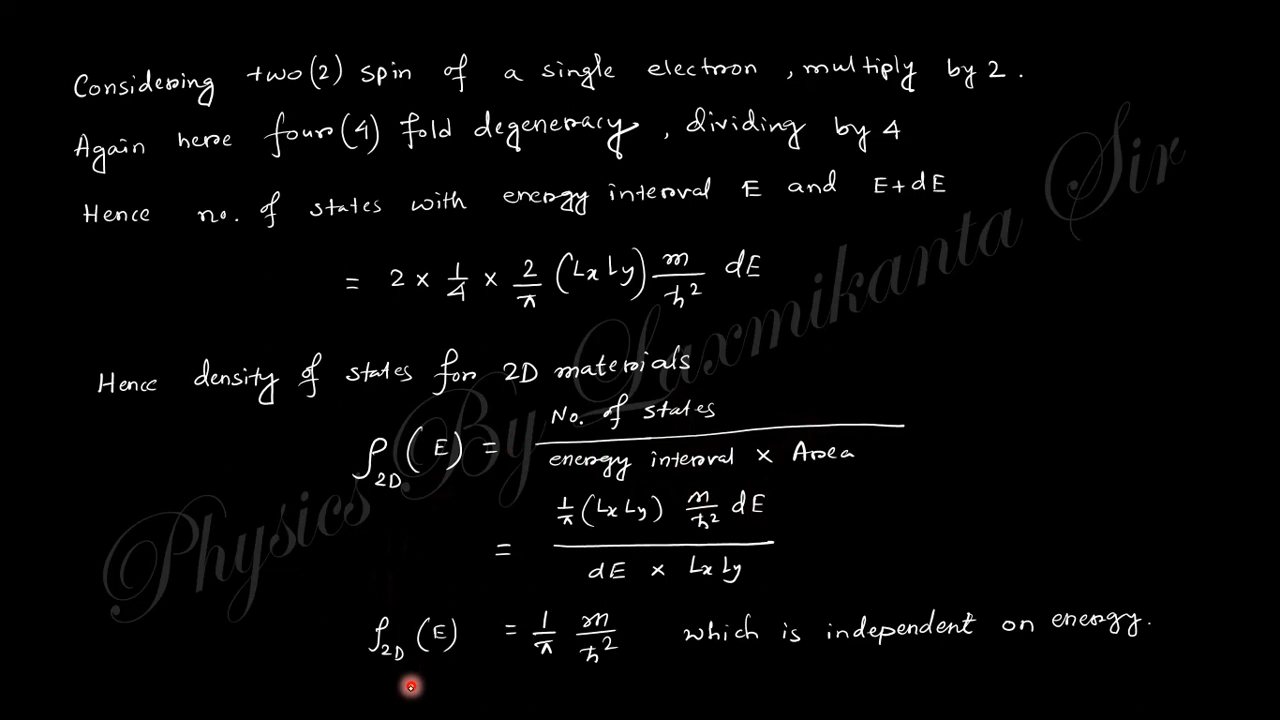 Considering two(2) spin of a single electron, multiply by 2.
Again here four(4) fold degeneracy, dividing by 4
Hence no. of states with energy interval E and E+dE
= 2 × 1/4 × 2/π (Lx Ly) m/ħ² dE
Hence density of states for 2D materials
ρ2D (E) = No. of states / energy interval × Area
= 1/π (Lx Ly) m/ħ² dE / dE × Lx Ly
ρ2D (E) = 1/π m/ħ² which is independent on energy.
Physics By Laxmikanta Sir